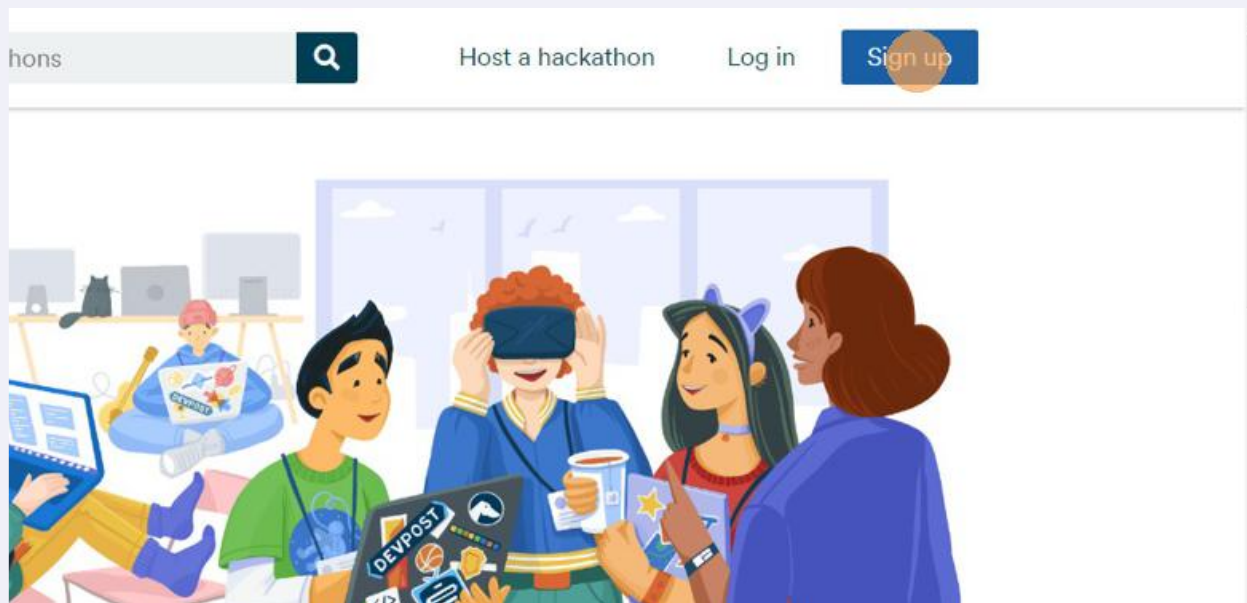 hons
Host a hackathon
Log in
Sign up
DEVPOST
DEVPOST